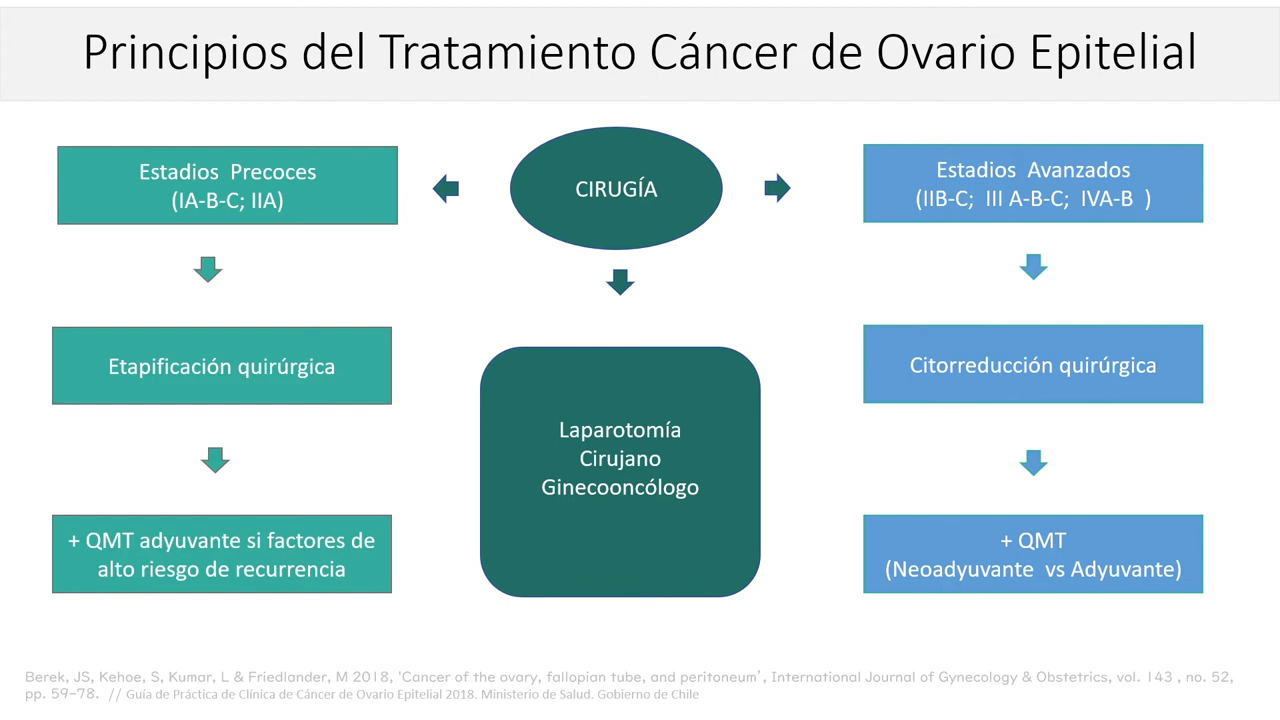 Principios del Tratamiento Cáncer de Ovario Epitelial
Estadios Precoces
(IA-B-C; IIA)
CIRUGÍA
Estadios Avanzados
(IIB-C; III A-B-C; IVA-B )
Etapificación quirúrgica
Citorreducción quirúrgica
Laparotomía
Cirujano
Ginecooncólogo
+ QMT adyuvante si factores de
alto riesgo de recurrencia
+ QMT
(Neoadyuvante vs Adyuvante)
Berek, JS, Kehoe, S, Kumar, L & Friedlander, M 2018, 'Cancer of the ovary, fallopian tube, and peritoneum', International Journal of Gynecology & Obstetrics, vol. 143 , no. 52,
pp. 59-78. // Guía de Práctica de Clínica de Cáncer de Ovario Epitelial 2018. Ministerio de Salud. Gobierno de Chile